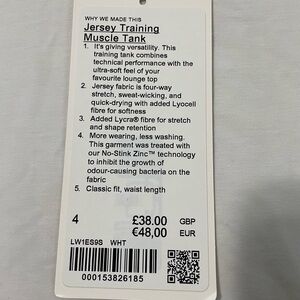 WHY WE MADE THIS
Jersey Training
Muscle Tank
1. It's giving versatility. This
training tank combines
technical performance with the
ultra-soft feel of your
favourite lounge top
2. Jersey fabric is four-way
stretch, sweat-wicking, and
quick-drying with added Lyocell
fibre for softness
3. Added Lycra® fibre for stretch
and shape retention
4. More wearing, less washing.
This garment was treated with
our No-Stink Zinc™ technology
to inhibit the growth of
odour-causing bacteria on the
fabric
5. Classic fit, waist length
4 £38.00 GBP
€48,00 EUR
LW1ES9S WHT
000153826185